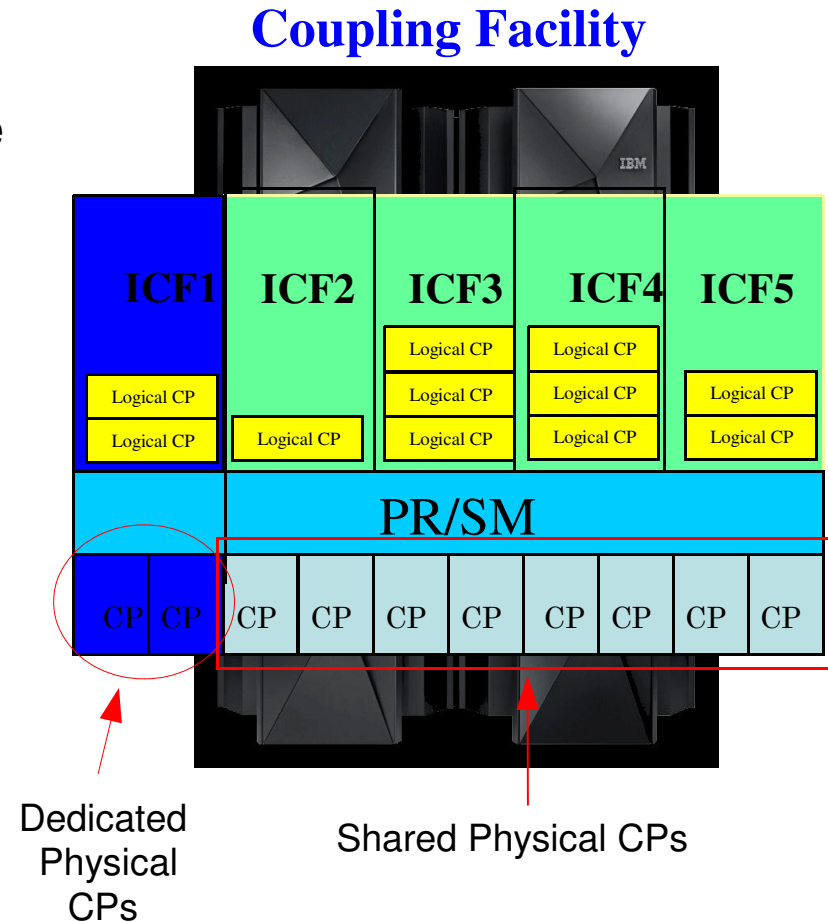 Coupling Facility
e
IBM
ICF1 ICF2 ICF3 ICF4 ICF5
Logical CP Logical CP
Logical CP Logical CP Logical CP Logical CP
Logical CP Logical CP Logical CP Logical CP Logical CP
PR/SM
CP CP CP CP CP CP CP CP CP CP
Dedicated
Physical
CPs
Shared Physical CPs